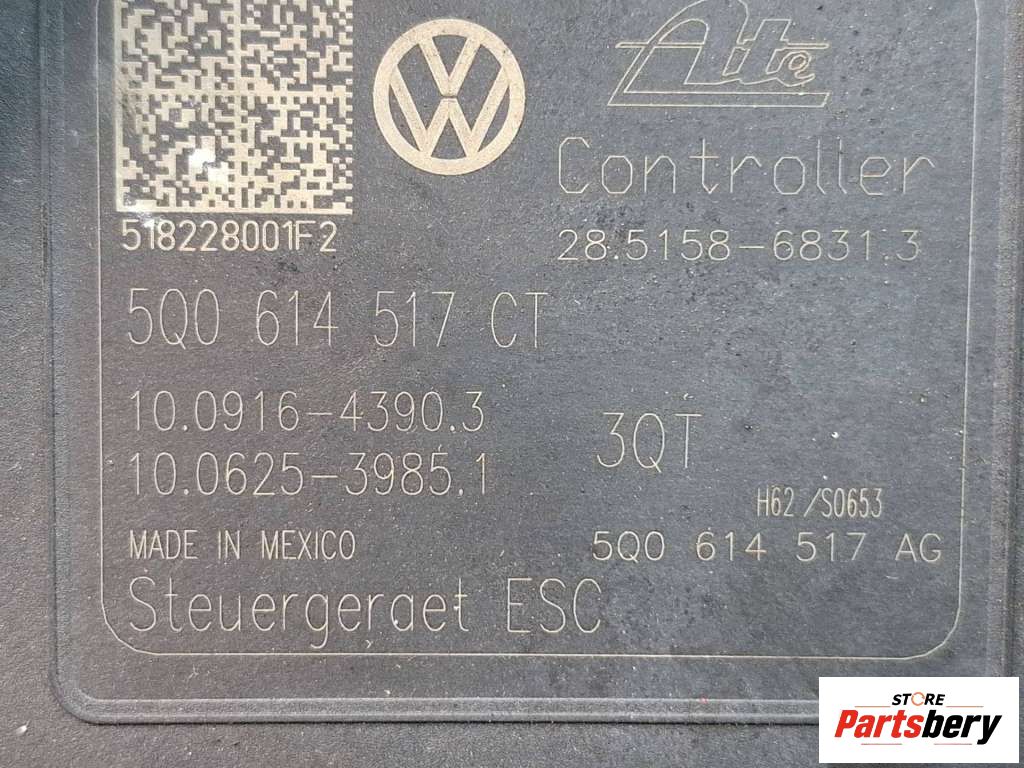 Ate
Controller
518228001F2
28.5158-6831.3
5Q0 614 517 CT
10.0916-4390.3
3QT
10.0625-3985.1
H62/S0653
MADE IN MEXICO
5Q0 614 517 AG
Steuergeraet ESC
STORE
Partsbery